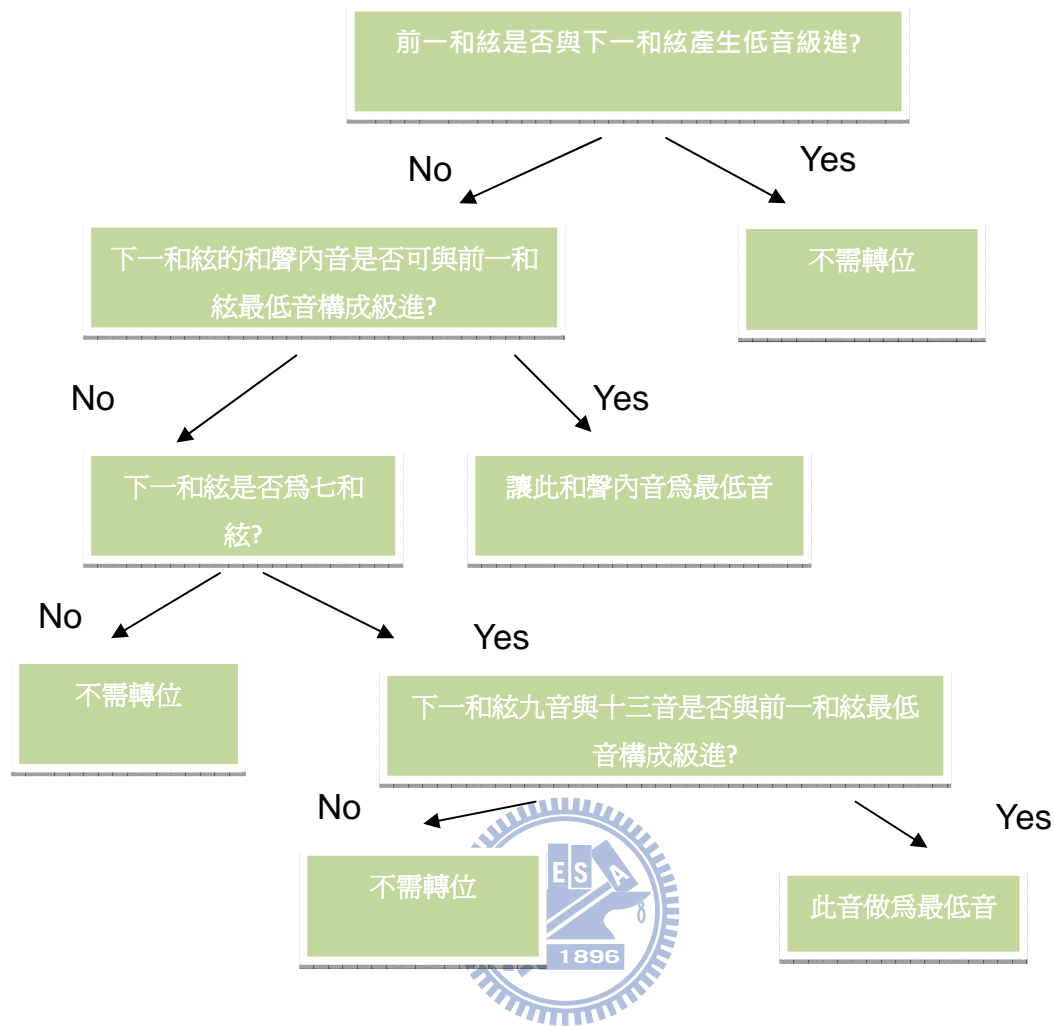 前一和絃是否與下一和絃產生低音級進?
No
Yes
下一和絃的和聲內音是否可與前一和
絃最低音構成級進?
不需轉位
No
Yes
下一和絃是否為七和
絃?
讓此和聲內音為最低音
No
Yes
不需轉位
下一和絃九音與十三音是否與前一和絃最低
音構成級進?
No
Yes
不需轉位
此音做為最低音
E S A
1896